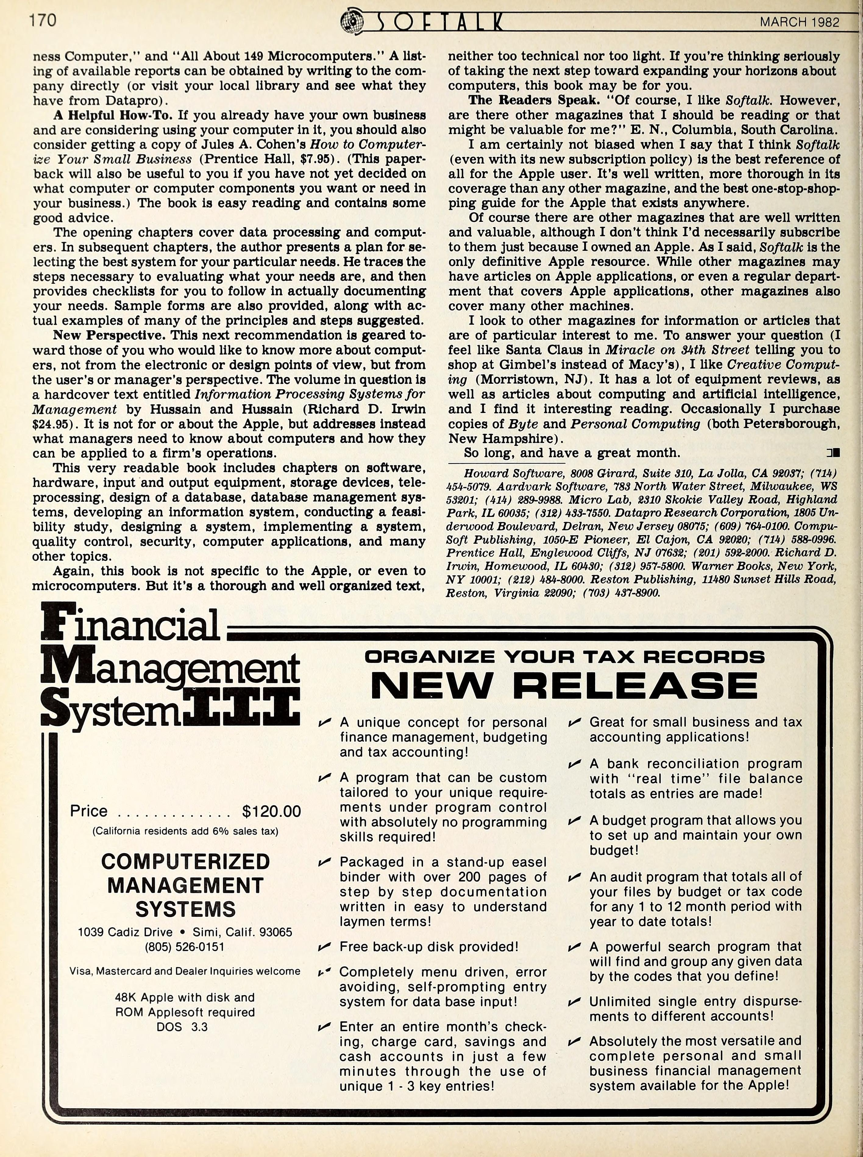 170
SOFTALK
MARCH 1982
ness Computer," and "All About 149 Microcomputers." A list-
ing of available reports can be obtained by writing to the com-
pany directly (or visit your local library and see what they
have from Datapro).
A Helpful How-To. If you already have your own business
and are considering using your computer in it, you should also
consider getting a copy of Jules A. Cohen's How to Computer-
ize Your Small Business (Prentice Hall, $7.95). (This paper-
back will also be useful to you if you have not yet decided on
what computer or computer components you want or need in
your business.) The book is easy reading and contains some
good advice.
The opening chapters cover data processing and comput-
ers. In subsequent chapters, the author presents a plan for se-
lecting the best system for your particular needs. He traces the
steps necessary to evaluating what your needs are, and then
provides checklists for you to follow in actually documenting
your needs. Sample forms are also provided, along with ac-
tual examples of many of the principles and steps suggested.
New Perspective. This next recommendation is geared to-
ward those of you who would like to know more about comput-
ers, not from the electronic or design points of view, but from
the user's or manager's perspective. The volume in question is
a hardcover text entitled Information Processing Systems for
Management by Hussain and Hussain (Richard D. Irwin
$24.95). It is not for or about the Apple, but addresses instead
what managers need to know about computers and how they
can be applied to a firm's operations.
This very readable book includes chapters on software,
hardware, input and output equipment, storage devices, tele-
processing, design of a database, database management sys-
tems, developing an information system, conducting a feasi-
bility study, designing a system, implementing a system,
quality control, security, computer applications, and many
other topics.
Again, this book is not specific to the Apple, or even to
microcomputers. But it's a thorough and well organized text,
neither too technical nor too light. If you're thinking seriously
of taking the next step toward expanding your horizons about
computers, this book may be for you.
The Readers Speak. "Of course, I like Softalk. However,
are there other magazines that I should be reading or that
might be valuable for me?" E. N., Columbia, South Carolina.
I am certainly not biased when I say that I think Softalk
(even with its new subscription policy) is the best reference of
all for the Apple user. It's well written, more thorough in its
coverage than any other magazine, and the best one-stop-shop-
ping guide for the Apple that exists anywhere.
Of course there are other magazines that are well written
and valuable, although I don't think I'd necessarily subscribe
to them just because I owned an Apple. As I said, Softalk is the
only definitive Apple resource. While other magazines may
have articles on Apple applications, or even a regular depart-
ment that covers Apple applications, other magazines also
cover many other machines.
I look to other magazines for information or articles that
are of particular interest to me. To answer your question (I
feel like Santa Claus in Miracle on 34th Street telling you to
shop at Gimbel's instead of Macy's), I like Creative Comput-
ing (Morristown, NJ). It has a lot of equipment reviews, as
well as articles about computing and artificial intelligence,
and I find it interesting reading. Occasionally I purchase
copies of Byte and Personal Computing (both Petersborough,
New Hampshire).
So long, and have a great month.
Howard Software, 8008 Girard, Suite 310, La Jolla, CA 92037; (714)
454-5079. Aardvark Software, 783 North Water Street, Milwaukee, WS
53201; (414) 289-9988. Micro Lab, 2310 Skokie Valley Road, Highland
Park, IL 60035; (312) 433-7550. Datapro Research Corporation, 1805 Un-
derwood Boulevard, Delran, New Jersey 08075; (609) 764-0100. Compu-
Soft Publishing, 1050-E Pioneer, El Cajon, CA 92020; (714) 588-0996.
Prentice Hall, Englewood Cliffs, NJ 07632; (201) 592-2000. Richard D.
Irwin, Homewood, IL 60430; (312) 957-5800. Warner Books, New York,
NY 10001; (212) 484-8000. Reston Publishing, 11480 Sunset Hills Road,
Reston, Virginia 22090; (703) 437-8900.
Financial
Management
System III
Price ............. $120.00
(California residents add 6% sales tax)
COMPUTERIZED
MANAGEMENT
SYSTEMS
1039 Cadiz Drive • Simi, Calif. 93065
(805) 526-0151
Visa, Mastercard and Dealer Inquiries welcome
48K Apple with disk and
ROM Applesoft required
DOS 3.3
ORGANIZE YOUR TAX RECORDS
NEW RELEASE
A unique concept for personal
finance management, budgeting
and tax accounting!
A program that can be custom
tailored to your unique require-
ments under program control
with absolutely no programming
skills required!
Packaged in a stand-up easel
binder with over 200 pages of
step by step documentation
written in easy to understand
laymen terms!
Free back-up disk provided!
Completely menu driven, error
avoiding, self-prompting entry
system for data base input!
Enter an entire month's check-
ing, charge card, savings and
cash accounts in just a few
minutes through the use of
unique 1 - 3 key entries!
Great for small business and tax
accounting applications!
A bank reconciliation program
with "real time" file balance
totals as entries are made!
A budget program that allows you
to set up and maintain your own
budget!
An audit program that totals all of
your files by budget or tax code
for any 1 to 12 month period with
year to date totals!
A powerful search program that
will find and group any given data
by the codes that you define!
Unlimited single entry dispurse-
ments to different accounts!
Absolutely the most versatile and
complete personal and small
business financial management
system available for the Apple!